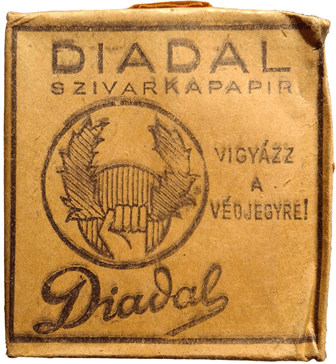 DIADAL
SZIVARKAPAPIR
VIGYÁZZ
A
VÉDJEGYRE!
Diadal